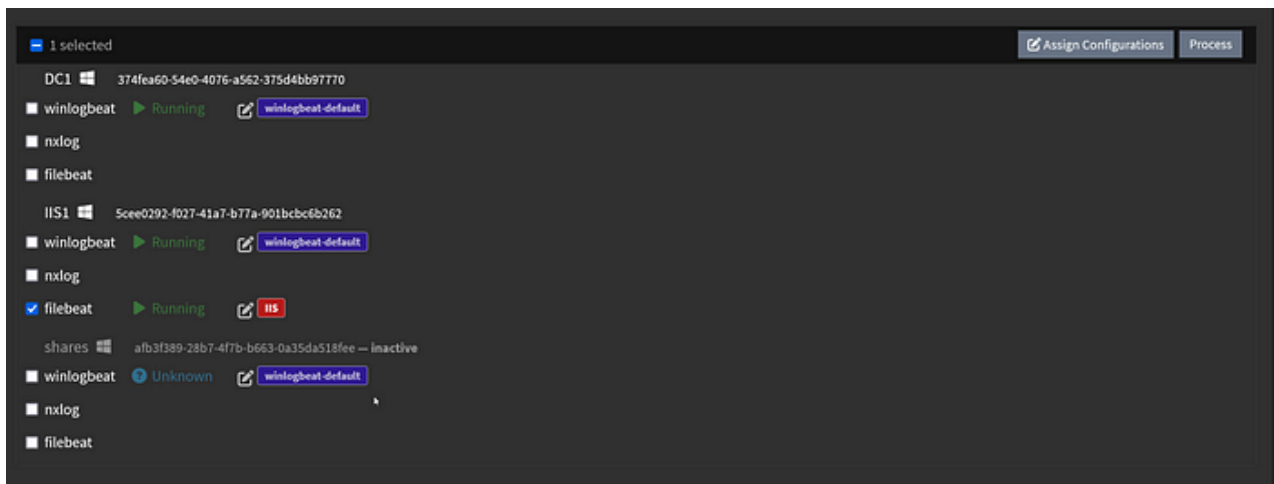 1 selected Assign Configurations Process
DC1 374fea60-54e0-4076-a562-375d4bb97770
winlogbeat Running winlogbeat-default
nxlog
filebeat
IIS1 5cee0292-f027-41a7-b77a-901bcbc6b262
winlogbeat Running winlogbeat-default
nxlog
filebeat Running IIS
shares afb3f389-28b7-4f7b-b663-0a35da518fee — inactive
winlogbeat Unknown winlogbeat-default
nxlog
filebeat